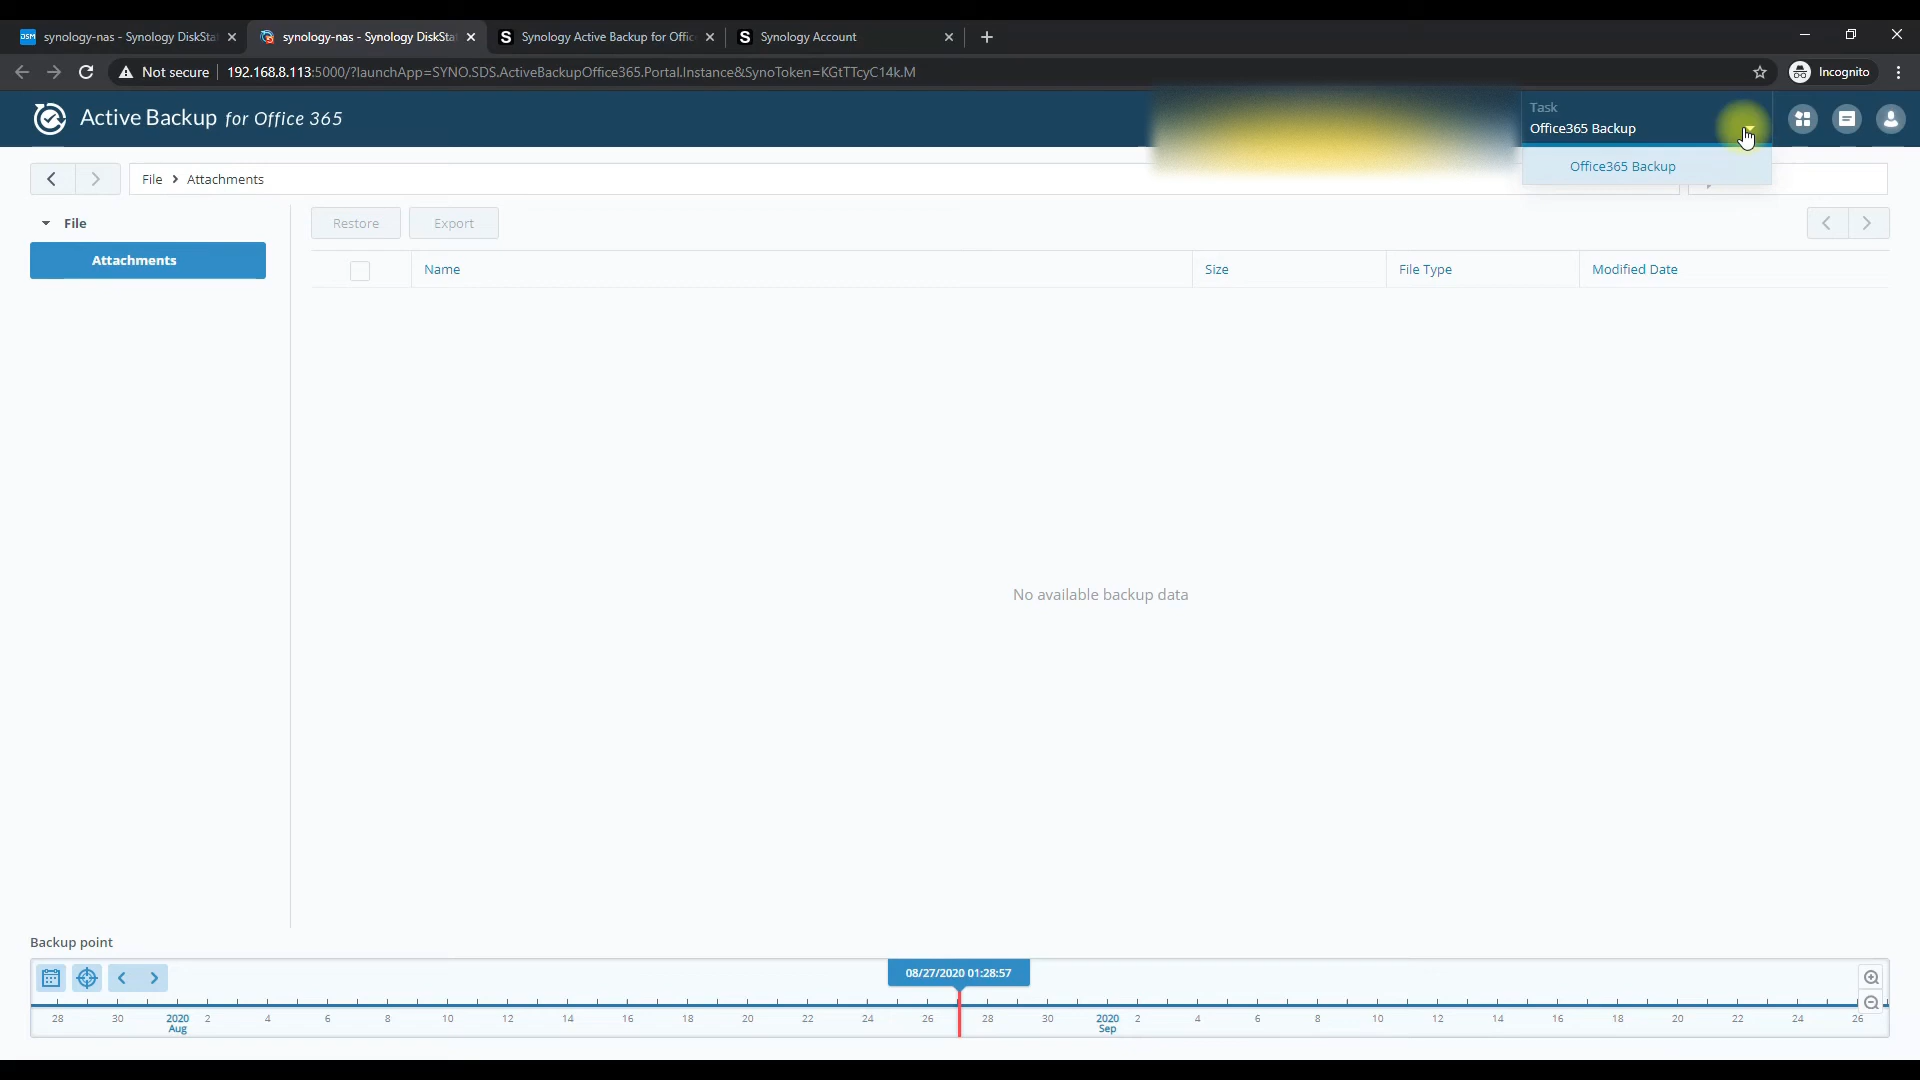 synology-nas - Synology DiskSta
synology-nas - Synology DiskSta
Synology Active Backup for Offic
Synology Account
Not secure
192.168.8.113:5000/?launchApp=SYNO.SDS.ActiveBackupOffice365.Portal.Instance&SynoToken=KGtTTcyC14k.M
Incognito
Active Backup for Office 365
Task
Office365 Backup
Office365 Backup
File > Attachments
File
Attachments
Restore
Export
Name
Size
File Type
Modified Date
No available backup data
Backup point
08/27/2020 01:28:57
28 30 2020 Aug 2 4 6 8 10 12 14 16 18 20 22 24 26 28 30 2020 Sep 2 4 6 8 10 12 14 16 18 20 22 24 26